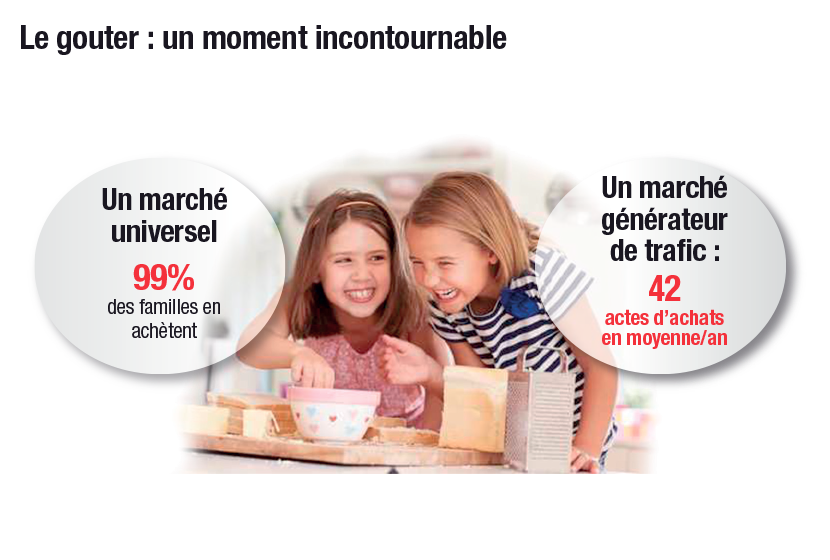 Le gouter : un moment incontournable
Un marché
universel
99%
des familles en
achètent
Un marché
générateur
de trafic :
42
actes d'achats
en moyenne/an